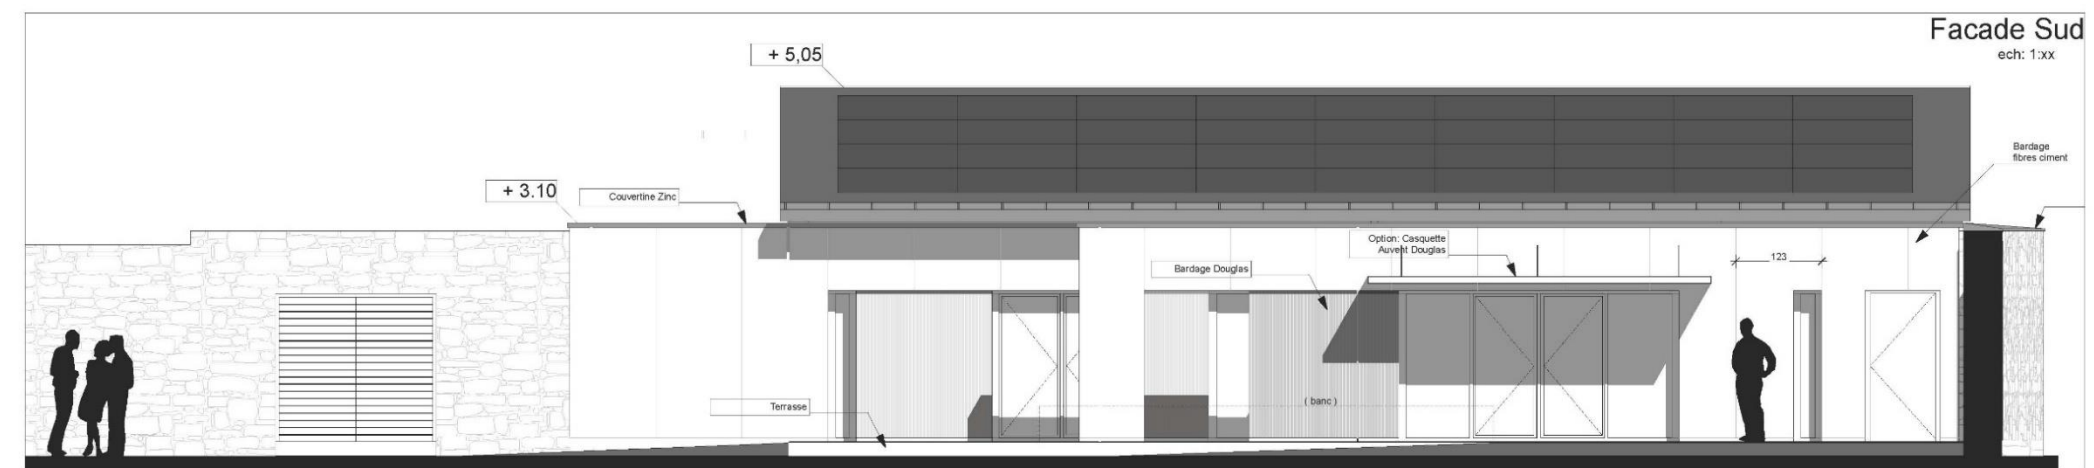 Facade Sud
ech: 1:xx
+ 5,05
Bardage
fibres ciment
+ 3.10
Couvertine Zinc
Option: Casquette
Auvent Douglas
123
Bardage Douglas
( banc )
Terrasse